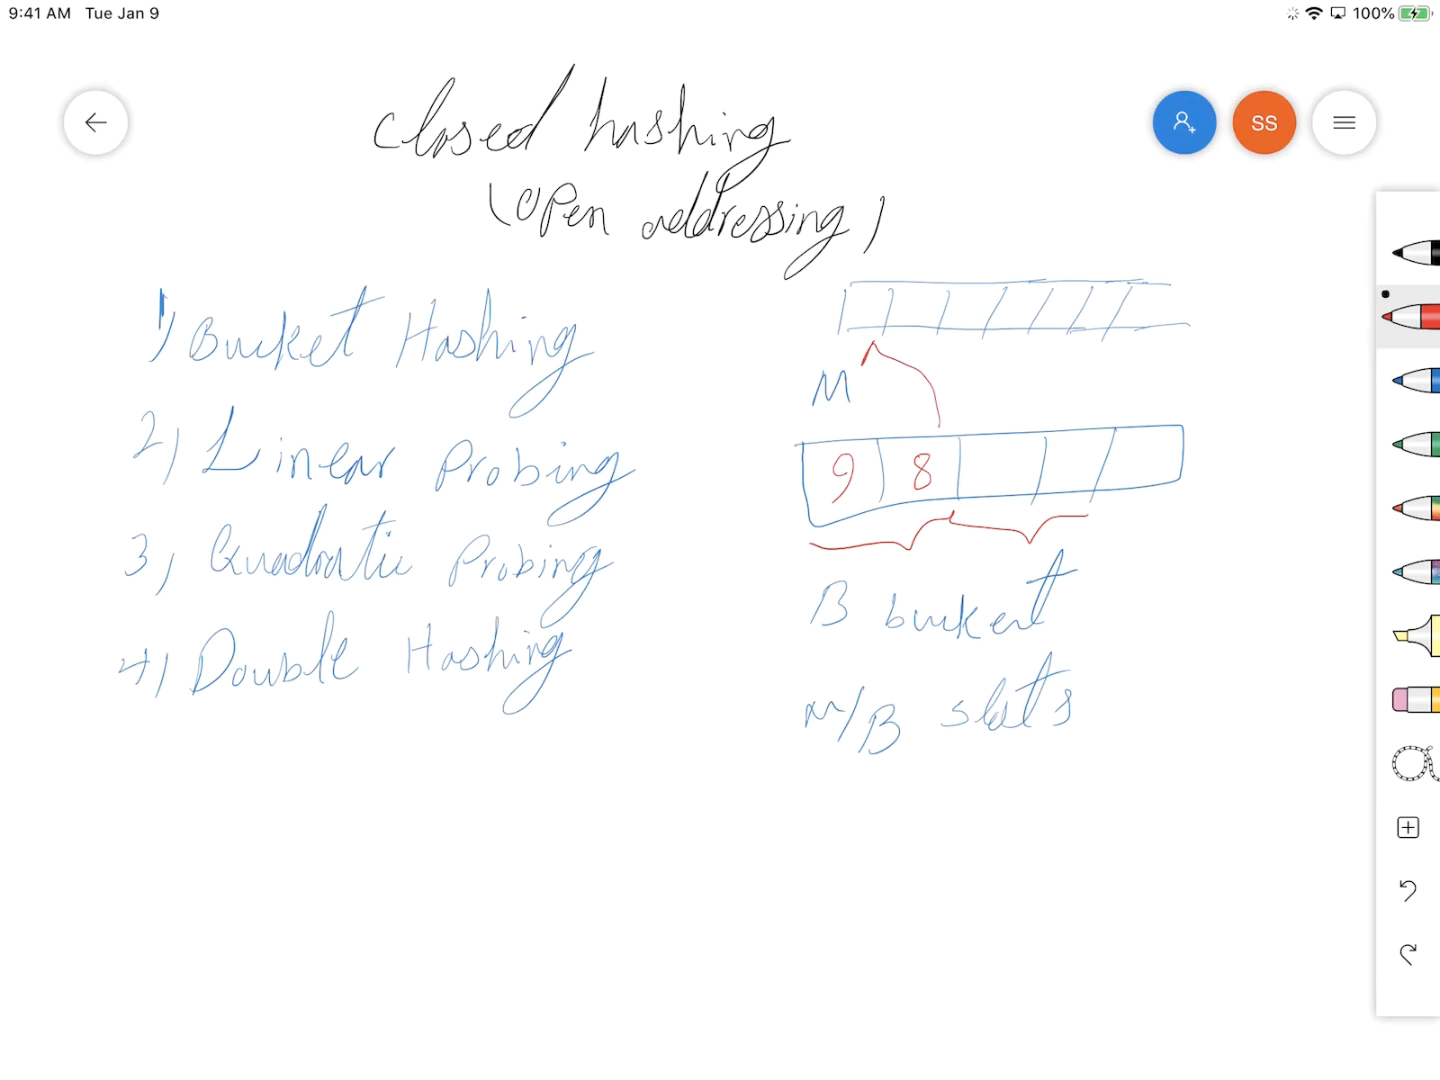 9:41 AM Tue Jan 9
100%
Closed hashing
(Open addressing)
SS
1) Bucket Hashing
2) Linear Probing
3) Quadratic Probing
4) Double Hashing
M
9 8
B bucket
M/B slots